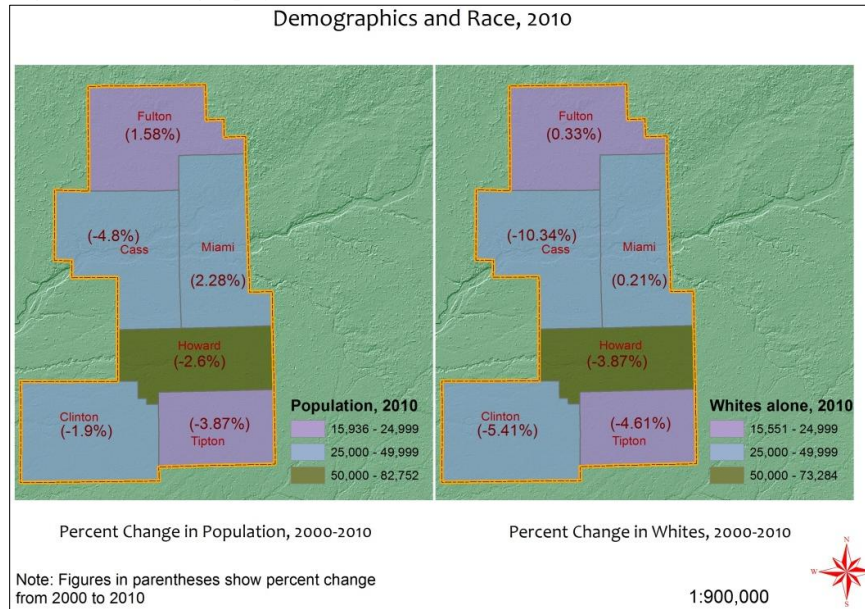 Demographics and Race, 2010
Fulton
(1.58%)
(-4.8%)
Cass
Miami
(2.28%)
Howard
(-2.6%)
Clinton
(-1.9%)
(-3.87%)
Tipton
Population, 2010
15,936 - 24,999
25,000 - 49,999
50,000 - 82,752
Fulton
(0.33%)
(-10.34%)
Cass
Miami
(0.21%)
Howard
(-3.87%)
Clinton
(-5.41%)
(-4.61%)
Tipton
Whites alone, 2010
15,551 - 24,999
25,000 - 49,999
50,000 - 73,284
Percent Change in Population, 2000-2010
Percent Change in Whites, 2000-2010
Note: Figures in parentheses show percent change
from 2000 to 2010
1:900,000
N
W
E
S